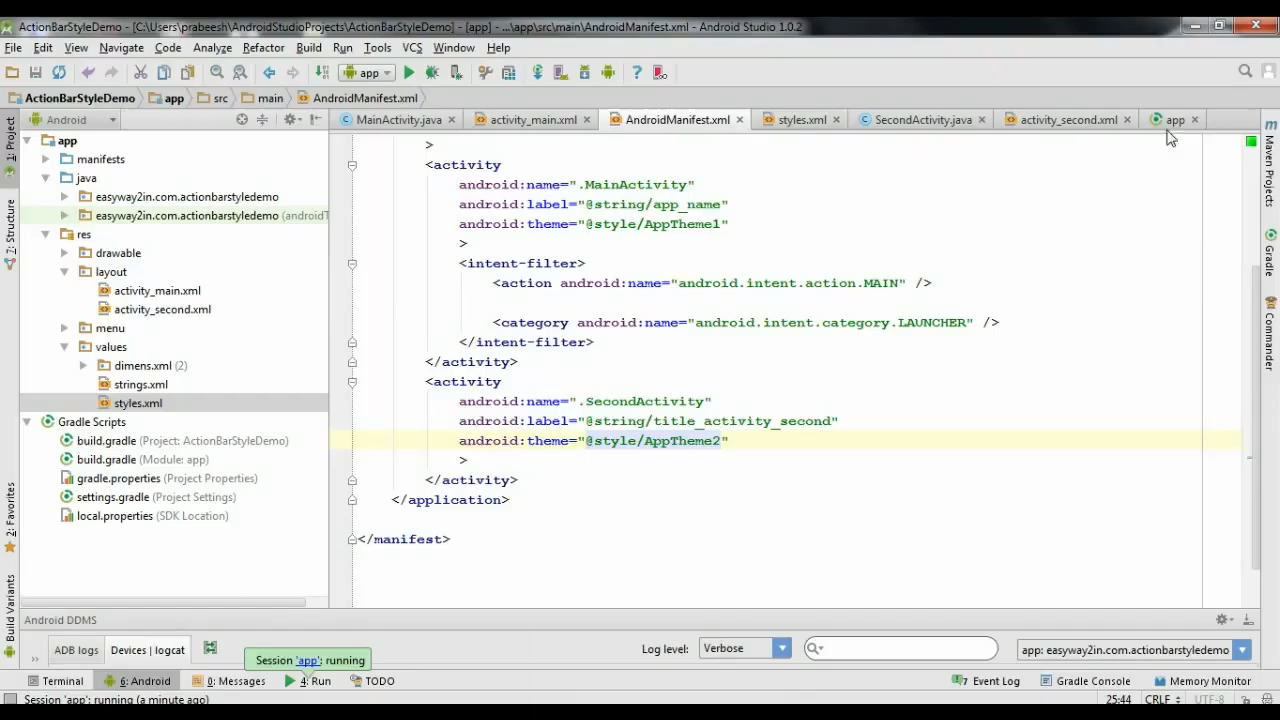 ActionBarStyleDemo - [C:\Users\prabeesh\AndroidStudioProjects\ActionBarStyleDemo] - [app] - ...\app\src\main\AndroidManifest.xml - Android Studio 1.0.2
File Edit View Navigate Code Analyze Refactor Build Run Tools VCS Window Help
app
ActionBarStyleDemo app src main AndroidManifest.xml
Android
MainActivity.java activity_main.xml AndroidManifest.xml styles.xml SecondActivity.java activity_second.xml app
1: Project
7: Structure
2: Favorites
Build Variants
app
manifests
java
easyway2in.com.actionbarstyledemo
easyway2in.com.actionbarstyledemo (androidT
res
drawable
layout
activity_main.xml
activity_second.xml
menu
values
dimens.xml (2)
strings.xml
styles.xml
Gradle Scripts
build.gradle (Project: ActionBarStyleDemo)
build.gradle (Module: app)
gradle.properties (Project Properties)
settings.gradle (Project Settings)
local.properties (SDK Location)
>
<activity
android:name=".MainActivity"
android:label="@string/app_name"
android:theme="@style/AppTheme1"
>
<intent-filter>
<action android:name="android.intent.action.MAIN" />
<category android:name="android.intent.category.LAUNCHER" />
</intent-filter>
</activity>
<activity
android:name=".SecondActivity"
android:label="@string/title_activity_second"
android:theme="@style/AppTheme2"
>
</activity>
</application>
</manifest>
Maven Projects
Gradle
Commander
Android DDMS
ADB logs Devices | logcat Log level: Verbose app: easyway2in.com.actionbarstyledemo
Session 'app': running
Terminal 6: Android 0: Messages 4: Run TODO Event Log Gradle Console Memory Monitor
Session 'app': running (a minute ago) 25:44 CRLF UTF-8